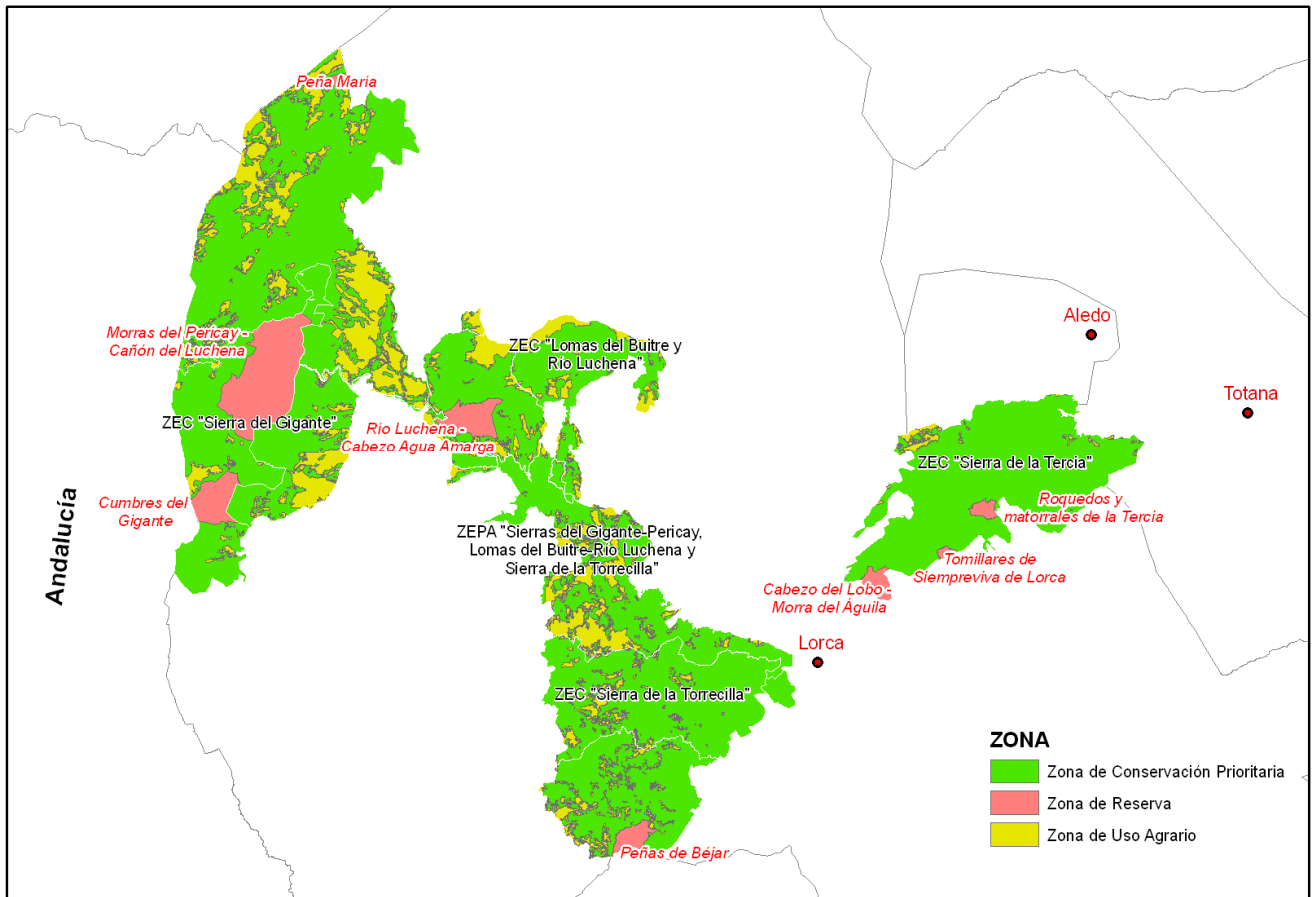 Peña María
Morras del Pericay -
Cañón del Luchena
ZEC "Lomas del Buitre y
Río Luchena"
Aledo
Totana
ZEC "Sierra del Gigante"
Río Luchena -
Cabezo Agua Amarga
ZEC "Sierra de la Tercia"
Cumbres del
Gigante
Roquedos y
matorrales de la Tercia
Andalucía
ZEPA "Sierras del Gigante-Pericay,
Lomas del Buitre-Río Luchena y
Sierra de la Torrecilla"
Tomillares de
Siempreviva de Lorca
Cabezo del Lobo -
Morra del Águila
Lorca
ZEC "Sierra de la Torrecilla"
Peñas de Béjar
ZONA
Zona de Conservación Prioritaria
Zona de Reserva
Zona de Uso Agrario